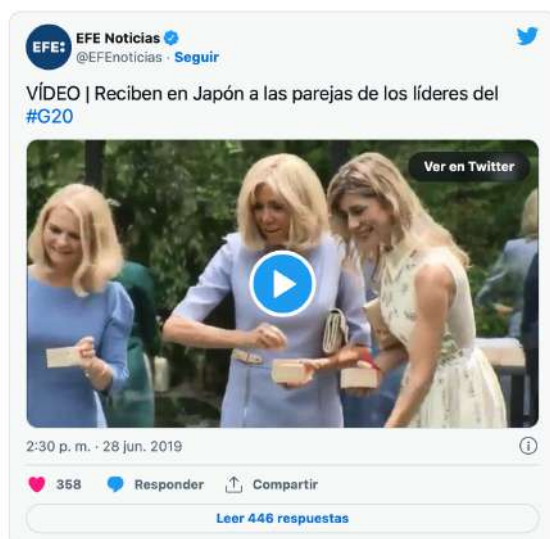 EFE:
EFE Noticias
@EFEnoticias · Seguir
VÍDEO | Reciben en Japón a las parejas de los líderes del
#G20
Ver en Twitter
2:30 p. m. · 28 jun. 2019
358 Responder Compartir
Leer 446 respuestas